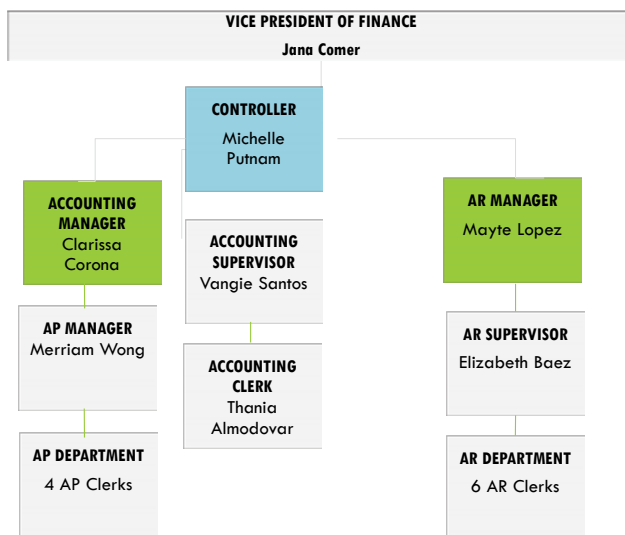 VICE PRESIDENT OF FINANCE
Jana Comer
CONTROLLER
Michelle
Putnam
ACCOUNTING
MANAGER
Clarissa
Corona
ACCOUNTING
SUPERVISOR
Vangie Santos
AR MANAGER
Mayte Lopez
AP MANAGER
Merriam Wong
ACCOUNTING
CLERK
Thania
Almodovar
AR SUPERVISOR
Elizabeth Baez
AP DEPARTMENT
4 AP Clerks
AR DEPARTMENT
6 AR Clerks